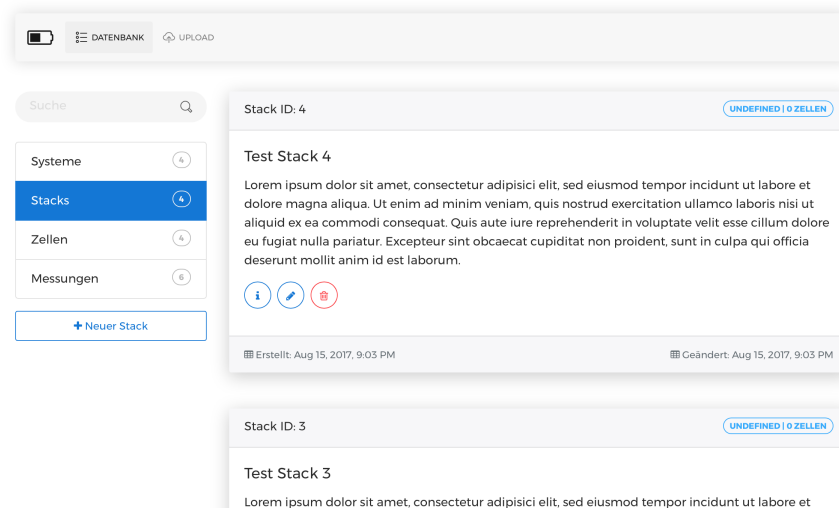 DATENBANK
UPLOAD
Suche
Systeme 4
Stacks 4
Zellen 4
Messungen 6
Neuer Stack
Stack ID: 4
UNDEFINED | 0 ZELLEN
Test Stack 4
Lorem ipsum dolor sit amet, consectetur adipisici elit, sed eiusmod tempor incidunt ut labore et
dolore magna aliqua. Ut enim ad minim veniam, quis nostrud exercitation ullamco laboris nisi ut
aliquid ex ea commodi consequat. Quis aute iure reprehenderit in voluptate velit esse cillum dolore
eu fugiat nulla pariatur. Excepteur sint obcaecat cupiditat non proident, sunt in culpa qui officia
deserunt mollit anim id est laborum.
Erstellt: Aug 15, 2017, 9:03 PM
Geändert: Aug 15, 2017, 9:03 PM
Stack ID: 3
UNDEFINED | 0 ZELLEN
Test Stack 3
Lorem ipsum dolor sit amet, consectetur adipisici elit, sed eiusmod tempor incidunt ut labore et